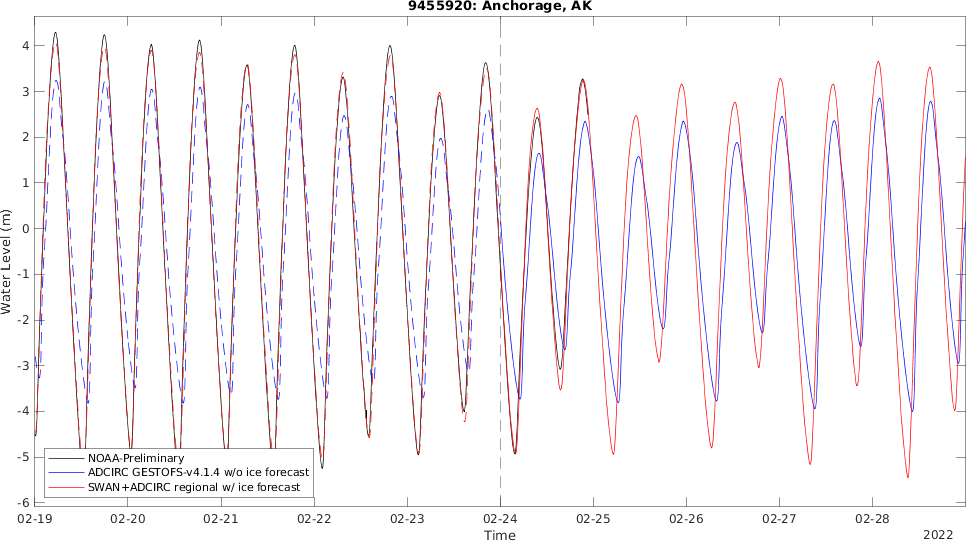 9455920: Anchorage, AK
4
3
2
1
0
-1
-2
-3
-4
-5
-6
Water Level (m)
NOAA-Preliminary
ADCIRC GESTOFS-v4.1.4 w/o ice forecast
SWAN+ADCIRC regional w/ ice forecast
02-19 02-20 02-21 02-22 02-23 02-24 02-25 02-26 02-27 02-28
Time
2022